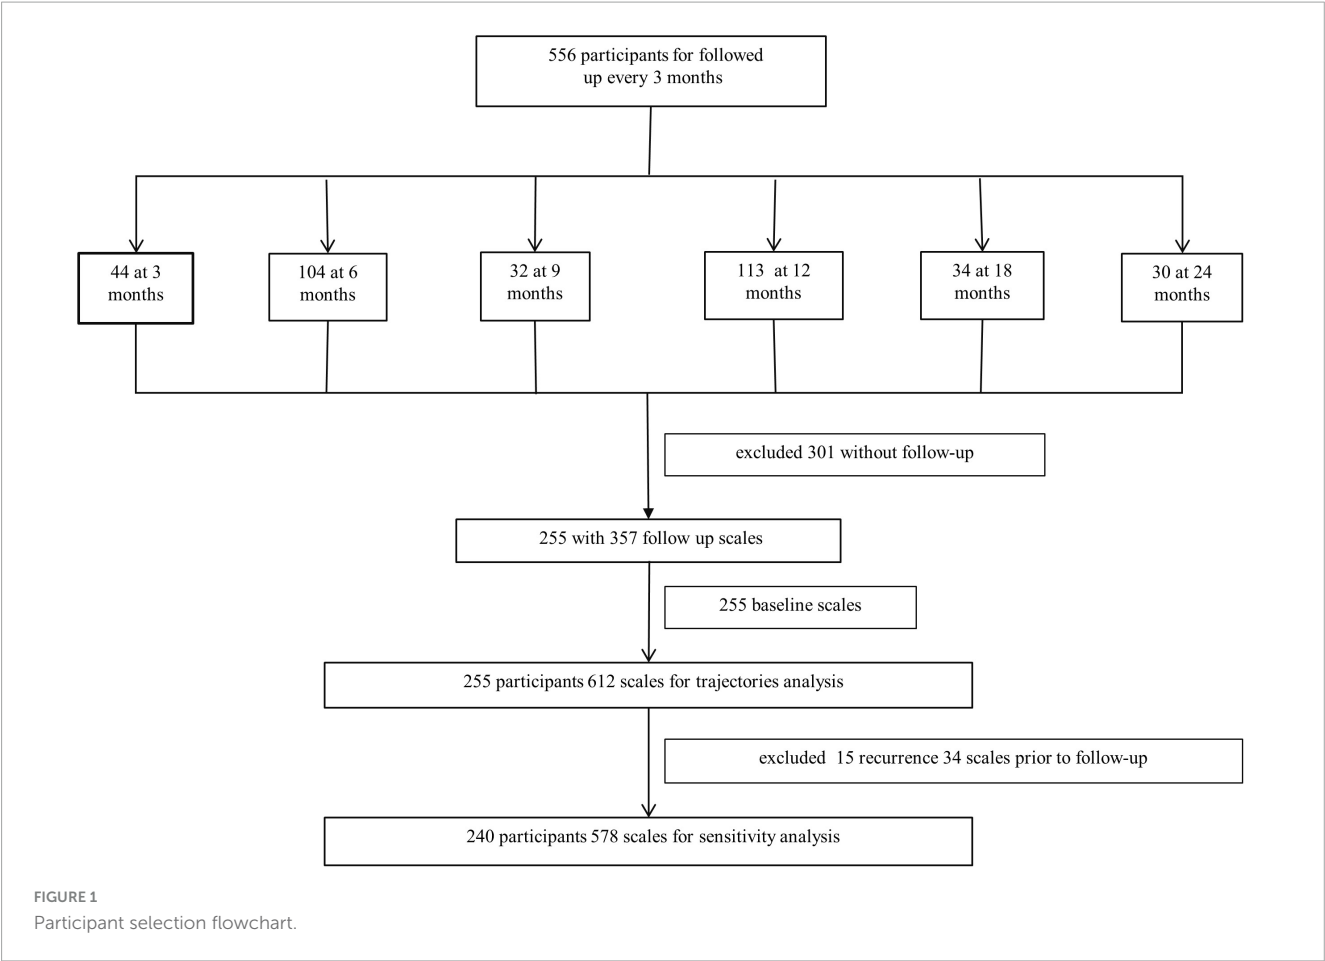 556 participants for followed
up every 3 months
44 at 3
months
104 at 6
months
32 at 9
months
113 at 12
months
34 at 18
months
30 at 24
months
excluded 301 without follow-up
255 with 357 follow up scales
255 baseline scales
255 participants 612 scales for trajectories analysis
excluded 15 recurrence 34 scales prior to follow-up
240 participants 578 scales for sensitivity analysis
FIGURE 1
Participant selection flowchart.